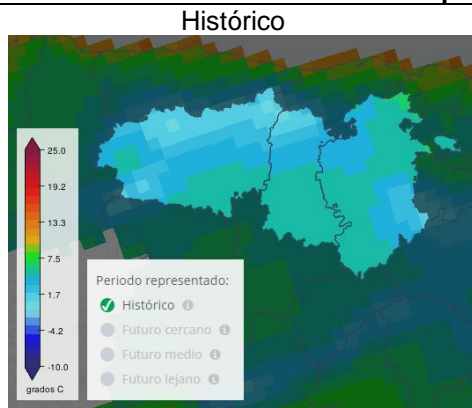 Histórico
25.0
19.2
13.3
7.5
1.7
-4.2
-10.0
grados C
Periodo representado:
Histórico
Futuro cercano
Futuro medio
Futuro lejano